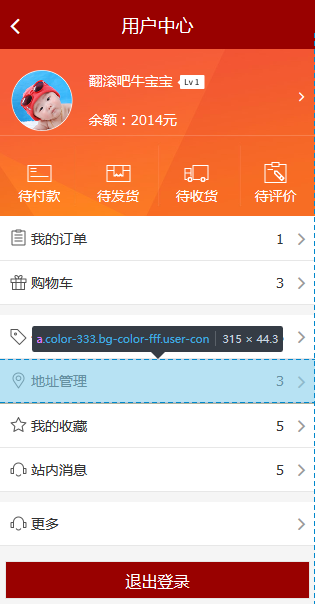 用户中心
翻滚吧牛宝宝 Lv 1
余额：2014元
待付款 待发货 待收货 待评价
我的订单 1
购物车 3
a.color-333.bg-color-fff.user-con 315 × 44.3
地址管理 3
我的收藏 5
站内消息 5
更多
退出登录